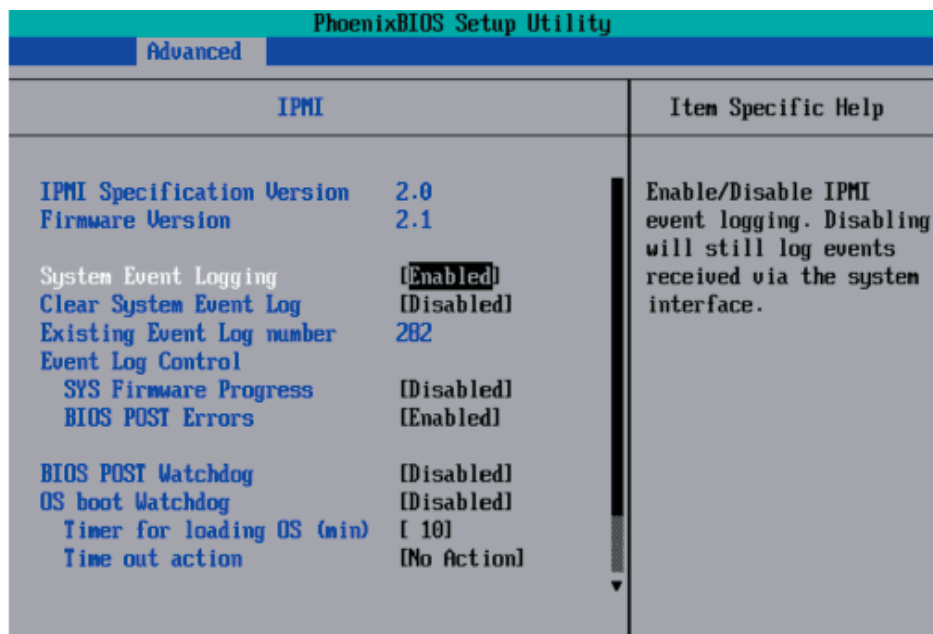 PhoenixBIOS Setup Utility
Advanced
IPMI
Item Specific Help
IPMI Specification Version 2.0
Firmware Version 2.1
System Event Logging [Enabled]
Clear System Event Log [Disabled]
Existing Event Log number 282
Event Log Control
SYS Firmware Progress [Disabled]
BIOS POST Errors [Enabled]
BIOS POST Watchdog [Disabled]
OS boot Watchdog [Disabled]
Timer for loading OS (min) [ 10]
Time out action [No Action]
Enable/Disable IPMI
event logging. Disabling
will still log events
received via the system
interface.